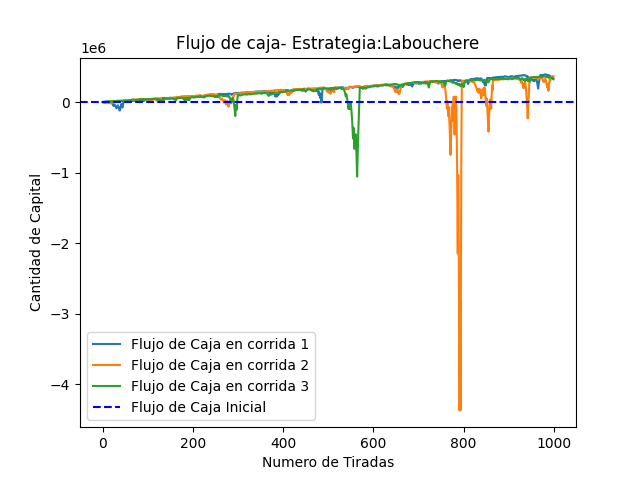 Flujo de caja- Estrategia:Labouchere
1e6
0
−1
−2
−3
−4
Cantidad de Capital
Flujo de Caja en corrida 1
Flujo de Caja en corrida 2
Flujo de Caja en corrida 3
Flujo de Caja Inicial
0 200 400 600 800 1000
Numero de Tiradas